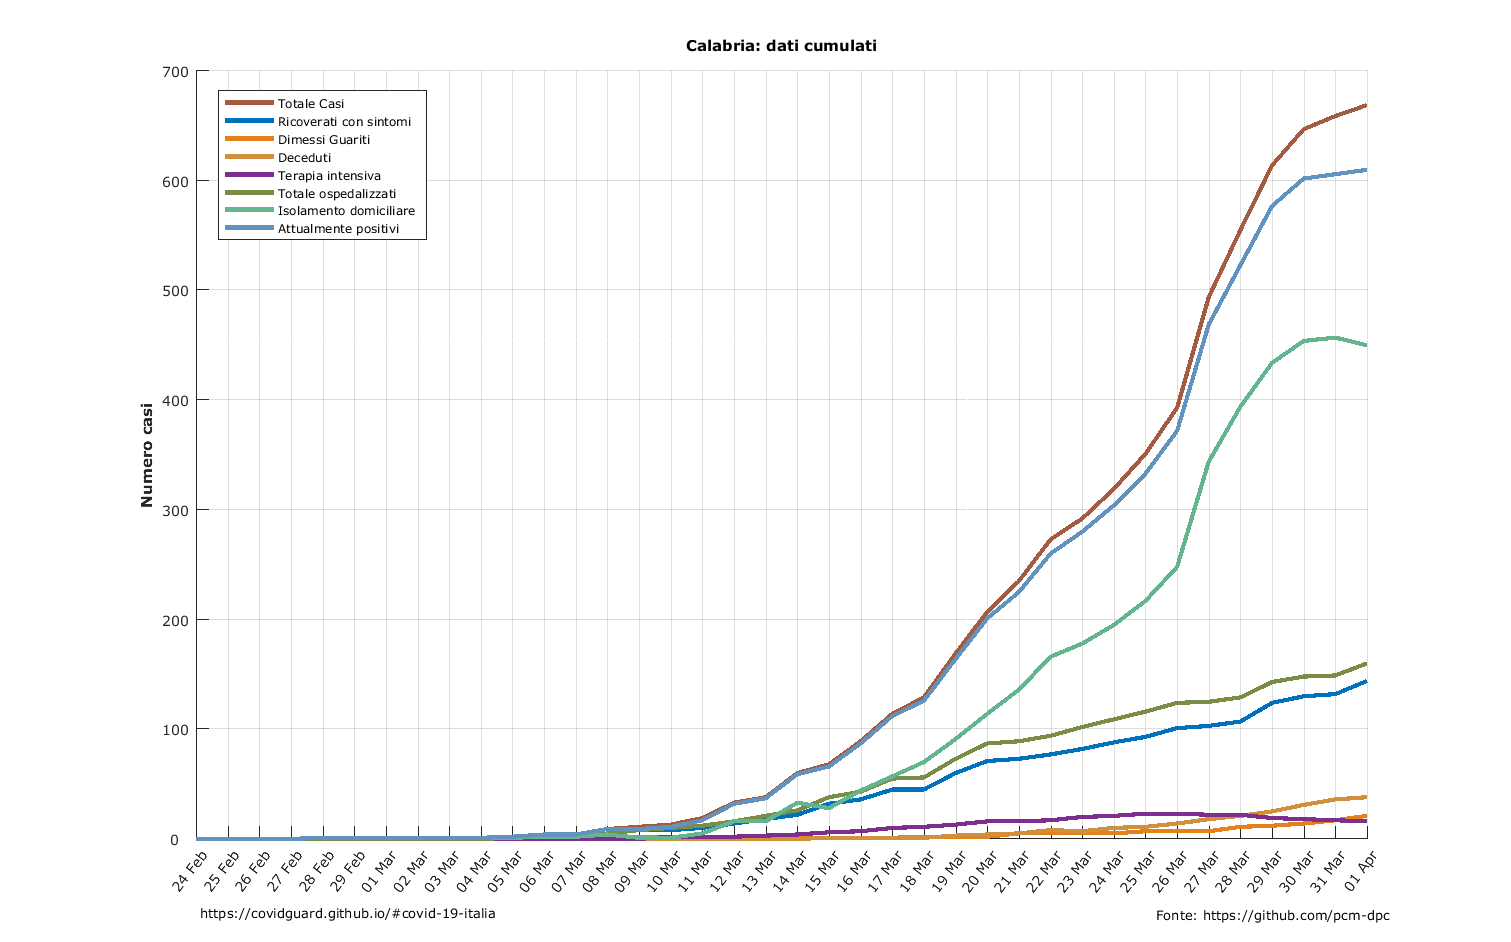 Calabria: dati cumulati
700
600
500
400
300
200
100
0
Numero casi
Totale Casi
Ricoverati con sintomi
Dimessi Guariti
Deceduti
Terapia intensiva
Totale ospedalizzati
Isolamento domiciliare
Attualmente positivi
24 Feb
25 Feb
26 Feb
27 Feb
28 Feb
29 Feb
01 Mar
02 Mar
03 Mar
04 Mar
05 Mar
06 Mar
07 Mar
08 Mar
09 Mar
10 Mar
11 Mar
12 Mar
13 Mar
14 Mar
15 Mar
16 Mar
17 Mar
18 Mar
19 Mar
20 Mar
21 Mar
22 Mar
23 Mar
24 Mar
25 Mar
26 Mar
27 Mar
28 Mar
29 Mar
30 Mar
31 Mar
01 Apr
https://covidguard.github.io/#covid-19-italia
Fonte: https://github.com/pcm-dpc